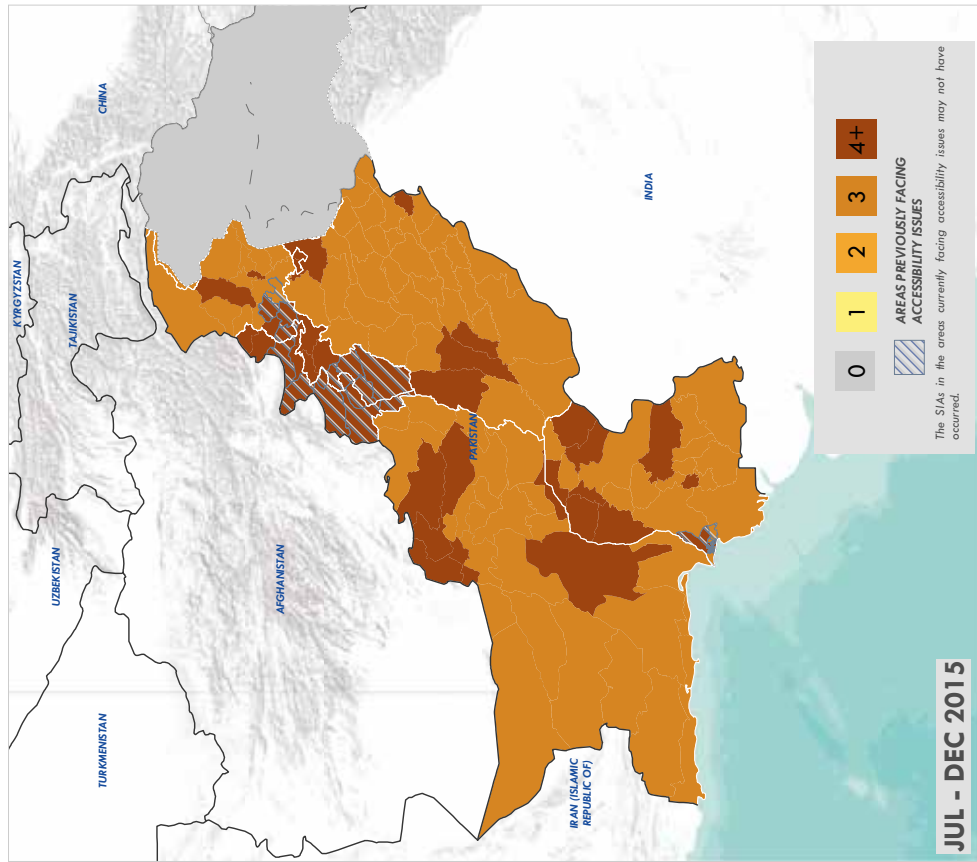 CHINA
KYRGYZSTAN
TAJIKISTAN
UZBEKISTAN
AFGHANISTAN
TURKMENISTAN
PAKISTAN
INDIA
IRAN (ISLAMIC
REPUBLIC OF)
0 1 2 3 4+
AREAS PREVIOUSLY FACING
ACCESSIBILITY ISSUES
The SIAs in the areas currently facing accessibility issues may not have
occurred.
JUL - DEC 2015